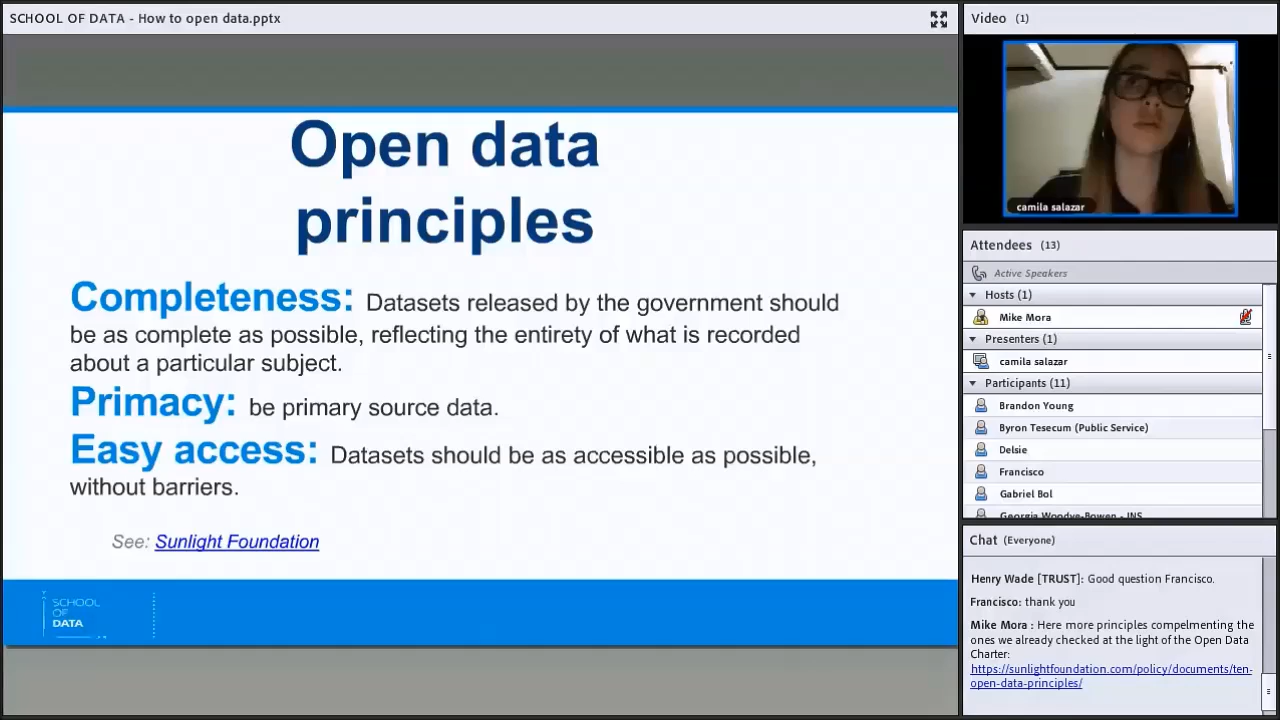 SCHOOL OF DATA - How to open data.pptx
Open data
principles
Completeness: Datasets released by the government should
be as complete as possible, reflecting the entirety of what is recorded
about a particular subject.
Primacy: be primary source data.
Easy access: Datasets should be as accessible as possible,
without barriers.
See: Sunlight Foundation
SCHOOL
OF
DATA
Video (1)
camila salazar
Attendees (13)
Active Speakers
Hosts (1)
Mike Mora
Presenters (1)
camila salazar
Participants (11)
Brandon Young
Byron Tesecum (Public Service)
Delsie
Francisco
Gabriel Bol
Georgia Woodye-Bowen - INS
Chat (Everyone)
Henry Wade [TRUST]: Good question Francisco.
Francisco: thank you
Mike Mora : Here more principles compelmenting the
ones we already checked at the light of the Open Data
Charter:
https://sunlightfoundation.com/policy/documents/ten-
open-data-principles/